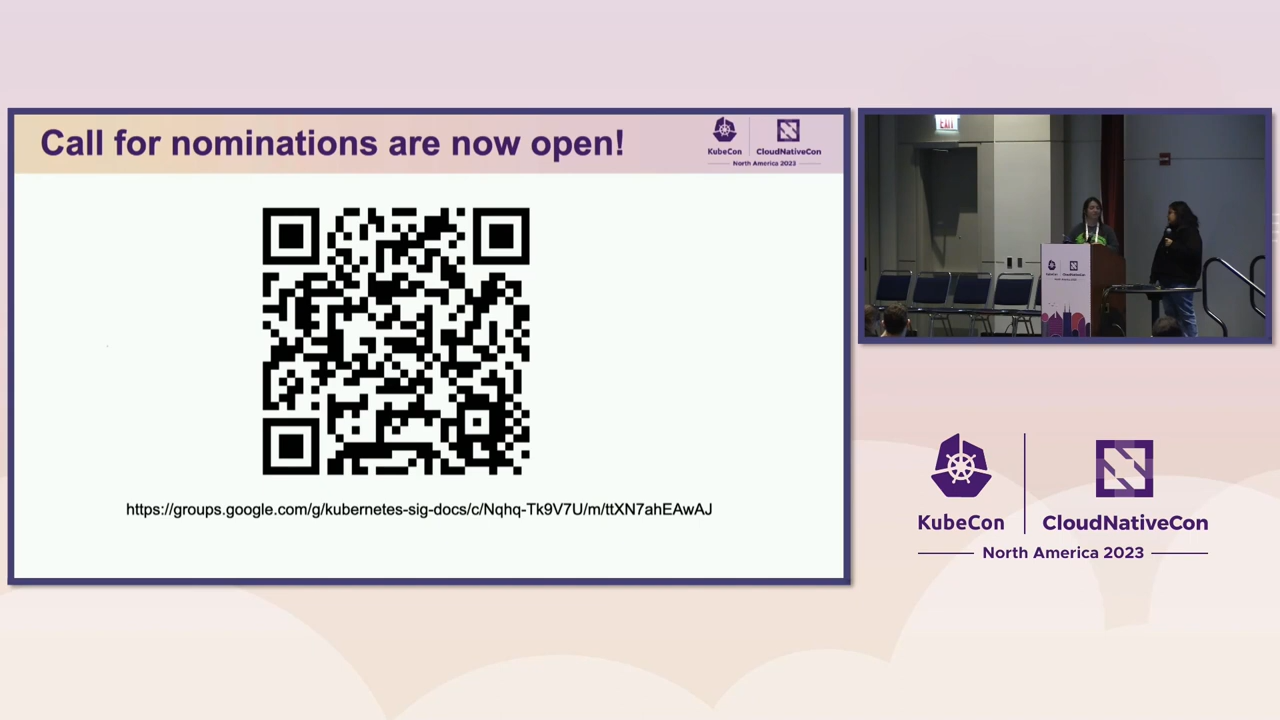 Call for nominations are now open!
KubeCon
CloudNativeCon
North America 2023
https://groups.google.com/g/kubernetes-sig-docs/c/Nqhq-Tk9V7U/m/ttXN7ahEAwAJ
EXIT
KubeCon
CloudNativeCon
North America 2023